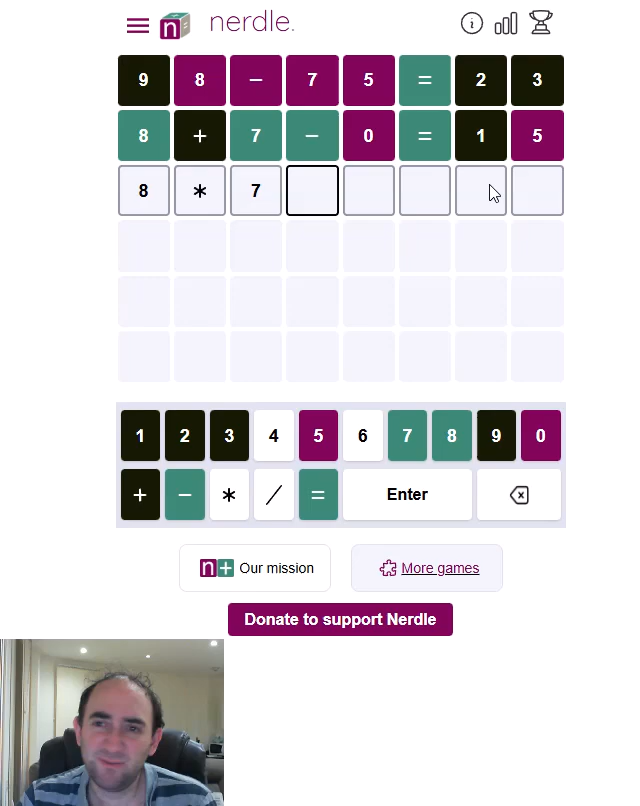 n nerdle.
9 8 − 7 5 = 2 3
8 + 7 − 0 = 1 5
8 * 7
1 2 3 4 5 6 7 8 9 0
+ − * / = Enter
n+ Our mission
More games
Donate to support Nerdle